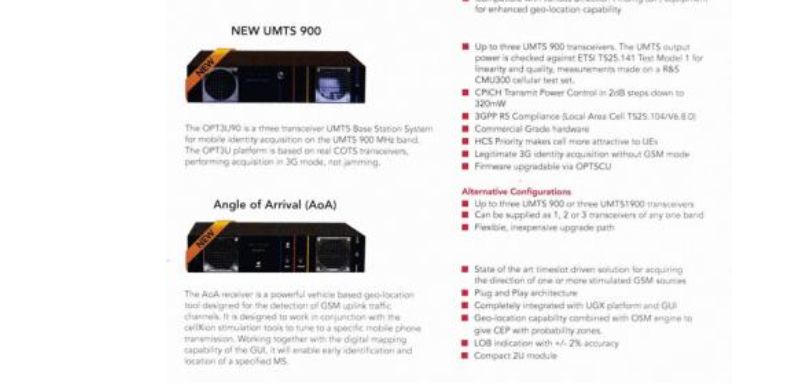 for enhanced geo-location capability
NEW UMTS 900
NEW
The OPT3U90 is a three transceiver UMTS Base Station System
for mobile identity acquisition on the UMTS 900 MHz band.
The OPT3U platform is based on real COTS transceivers,
performing acquisition in 3G mode, not jamming.
Up to three UMTS 900 transceivers. The UMTS output
power is checked against ETSI TS25.141 Test Model 1 for
linearity and quality, measurements made on a R&S
CMU300 cellular test set.
CPICH Transmit Power Control in 2dB steps down to
320mW
3GPP R5 Compliance (Local Area Cell TS25.104/V6.8.0)
Commercial Grade hardware
HCS Priority makes cell more attractive to UEs
Legitimate 3G identity acquisition without GSM mode
Firmware upgradable via OPTSCU
Alternative Configurations
Up to three UMTS 900 or three UMTS1900 transceivers
Can be supplied as 1, 2 or 3 transceivers of any one band
Flexible, inexpensive upgrade path
Angle of Arrival (AoA)
NEW
The AoA receiver is a powerful vehicle based geo-location
tool designed for the detection of GSM uplink traffic
channels. It is designed to work in conjunction with the
cellXion stimulation tools to tune to a specific mobile phone
transmission. Working together with the digital mapping
capability of the GUI, it will enable early identification and
location of a specified MS.
State of the art timeslot driven solution for acquiring
the direction of one or more stimulated GSM sources
Plug and Play architecture
Completely integrated with UGX platform and GUI
Geo-location capability combined with OSM engine to
give CEP with probability zones.
LOB indication with +/- 2% accuracy
Compact 2U module